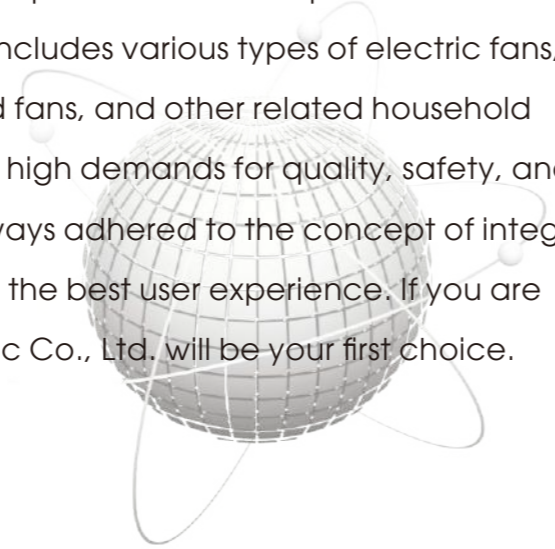 ncludes various types of electric fans,
d fans, and other related household
high demands for quality, safety, and
ways adhered to the concept of integ
the best user experience. If you are
c Co., Ltd. will be your first choice.